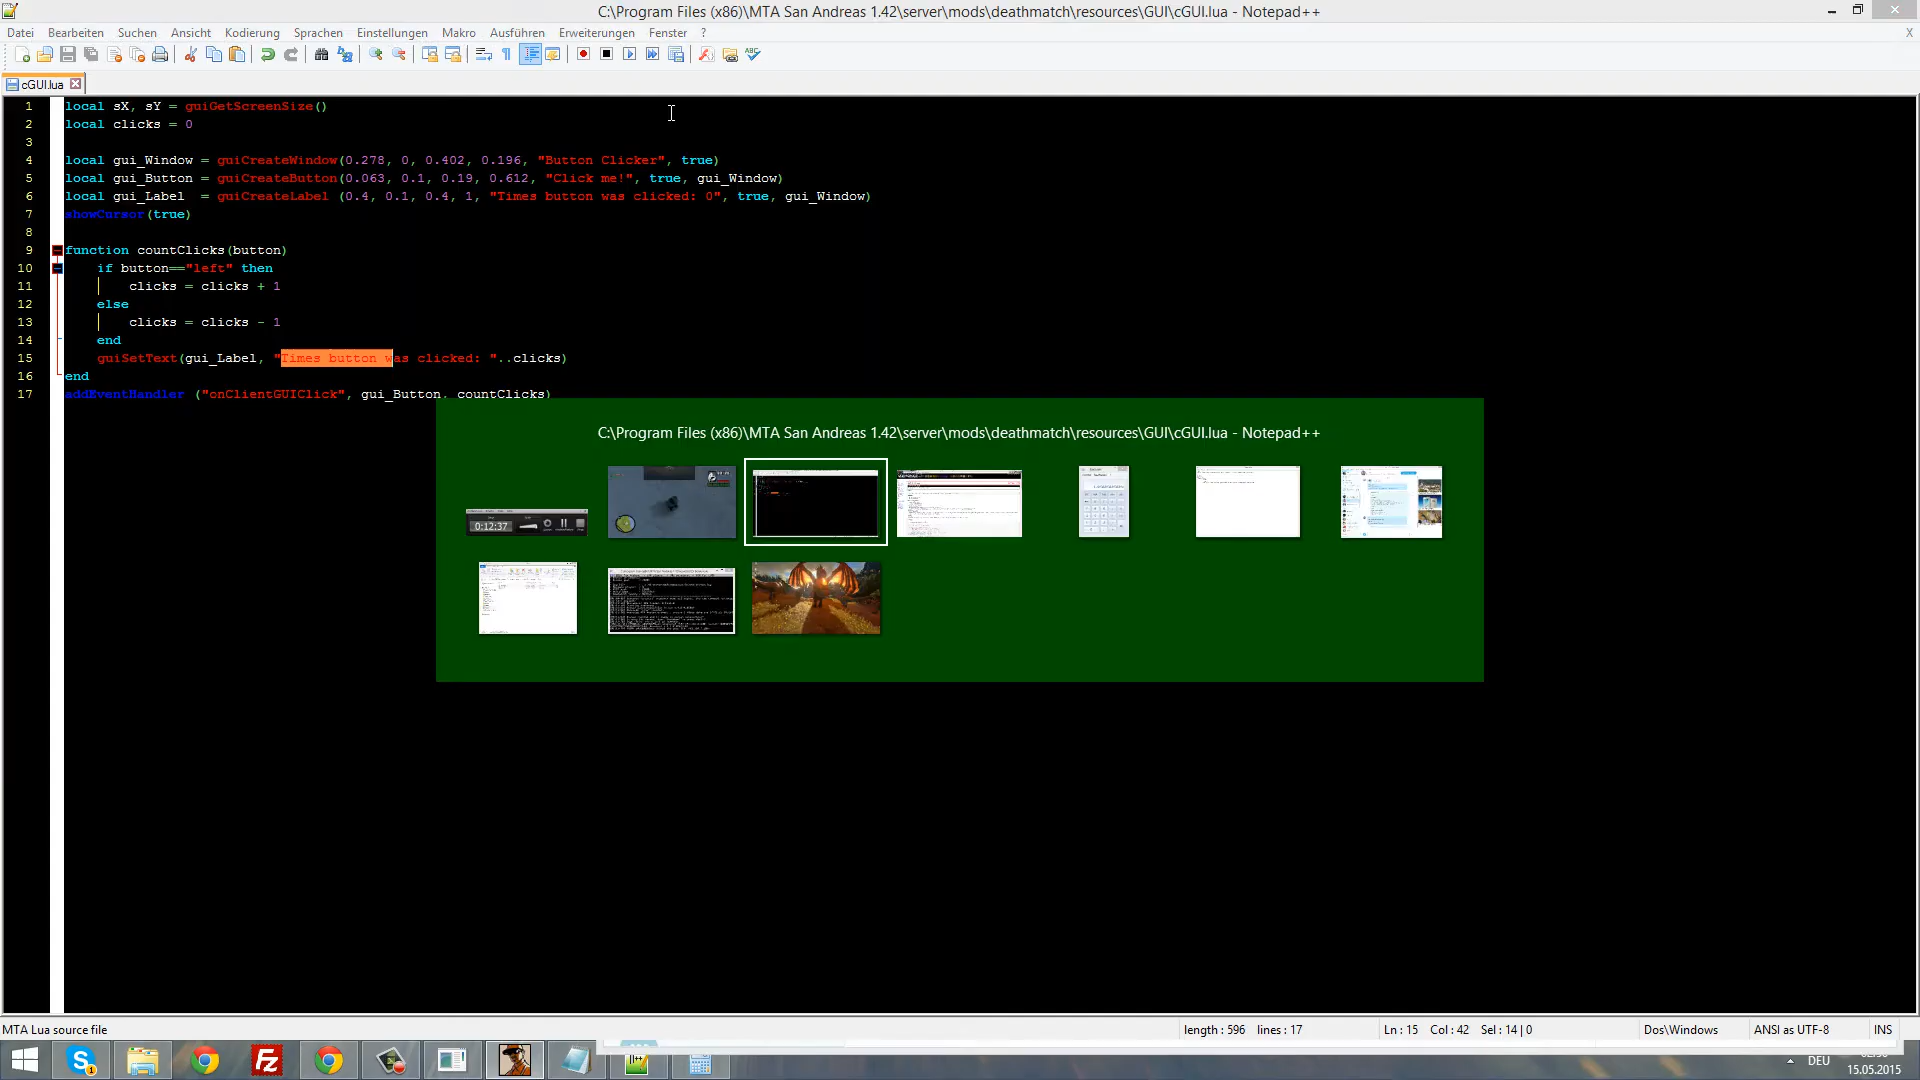 C:\Program Files (x86)\MTA San Andreas 1.42\server\mods\deathmatch\resources\GUI\cGUI.lua - Notepad++
Datei Bearbeiten Suchen Ansicht Kodierung Sprachen Einstellungen Makro Ausführen Erweiterungen Fenster ? X
cGUI.lua
1 local sX, sY = guiGetScreenSize()
2 local clicks = 0
3
4 local gui_Window = guiCreateWindow(0.278, 0, 0.402, 0.196, "Button Clicker", true)
5 local gui_Button = guiCreateButton(0.063, 0.1, 0.19, 0.612, "Click me!", true, gui_Window)
6 local gui_Label  = guiCreateLabel (0.4, 0.1, 0.4, 1, "Times button was clicked: 0", true, gui_Window)
7 showCursor(true)
8
9 function countClicks(button)
10 if button=="left" then
11 clicks = clicks + 1
12 else
13 clicks = clicks - 1
14 end
15 guiSetText(gui_Label, "Times button was clicked: "..clicks)
16 end
17 addEventHandler ("onClientGUIClick", gui_Button, countClicks)
C:\Program Files (x86)\MTA San Andreas 1.42\server\mods\deathmatch\resources\GUI\cGUI.lua - Notepad++
0:12:37
MTA Lua source file length : 596 lines : 17 Ln : 15 Col : 42 Sel : 14 | 0 Dos\Windows ANSI as UTF-8 INS
DEU
15.05.2015